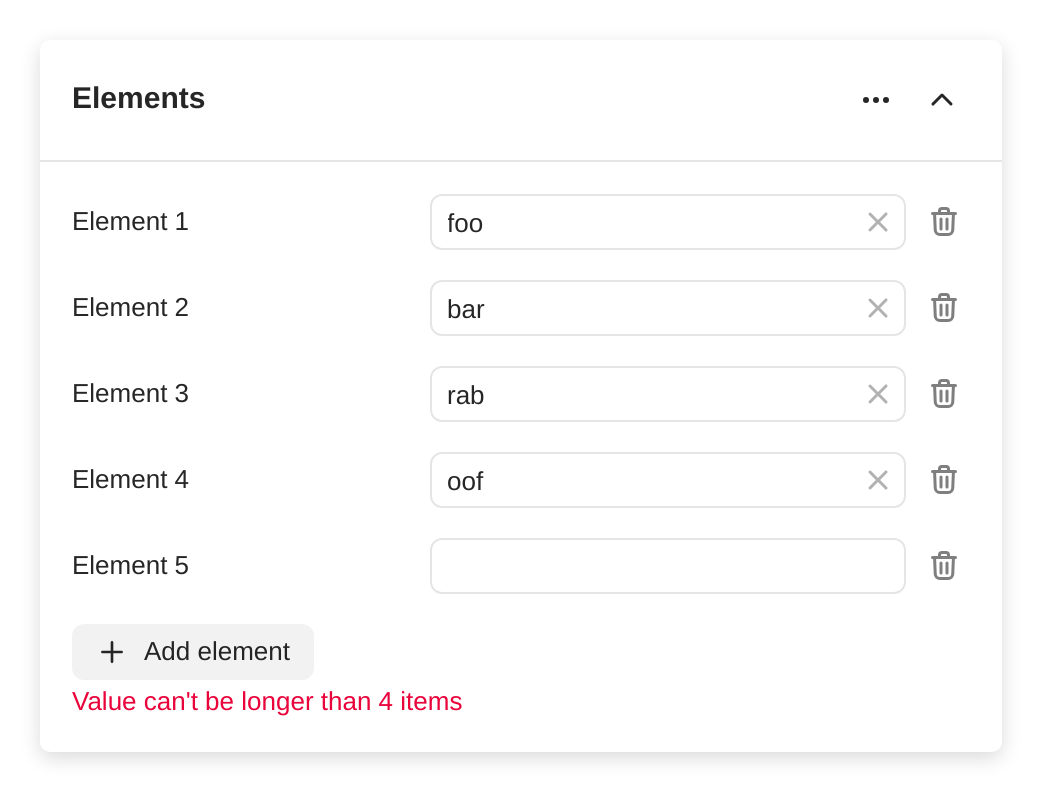 Elements
Element 1
foo
Element 2
bar
Element 3
rab
Element 4
oof
Element 5
Add element
Value can't be longer than 4 items